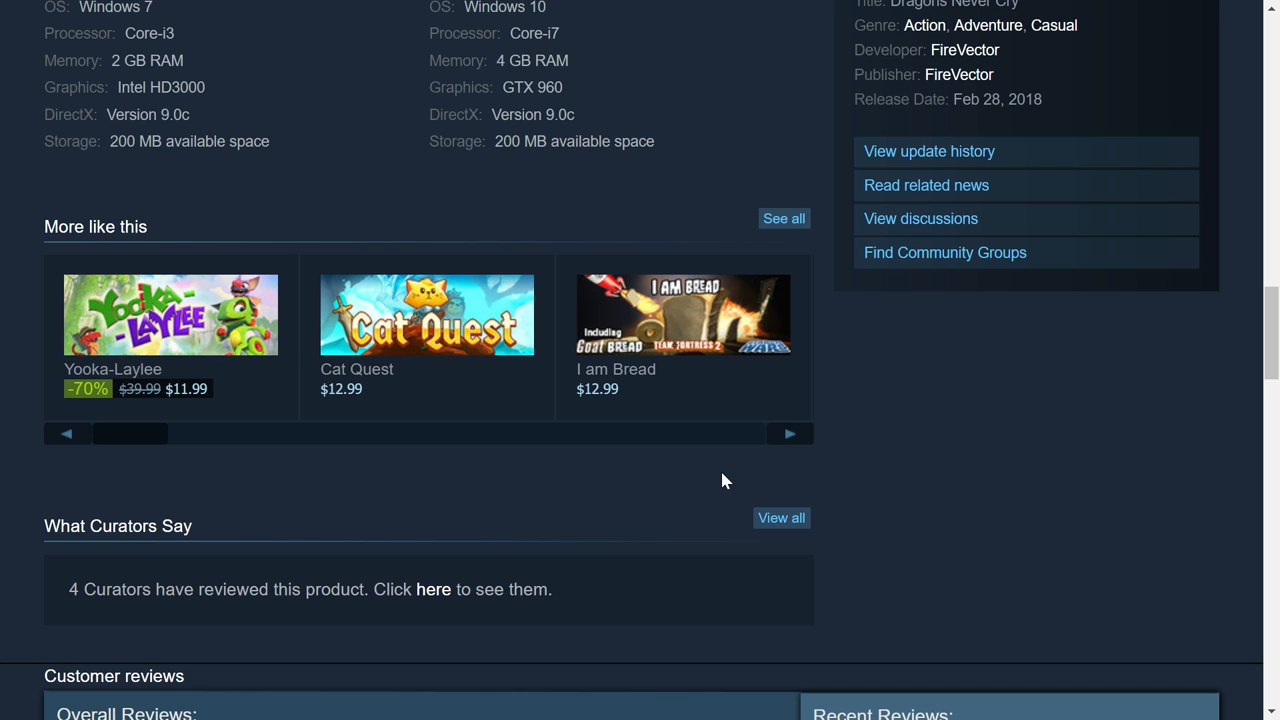 OS: Windows 7
Processor: Core-i3
Memory: 2 GB RAM
Graphics: Intel HD3000
DirectX: Version 9.0c
Storage: 200 MB available space
OS: Windows 10
Processor: Core-i7
Memory: 4 GB RAM
Graphics: GTX 960
DirectX: Version 9.0c
Storage: 200 MB available space
Title: Dragons Never Cry
Genre: Action, Adventure, Casual
Developer: FireVector
Publisher: FireVector
Release Date: Feb 28, 2018
View update history
Read related news
View discussions
Find Community Groups
More like this
See all
YOOKA-
LAYLEE
Yooka-Laylee
-70% $39.99 $11.99
Cat Quest
Cat Quest
$12.99
I AM BREAD
Including
GOAT BREAD TEAM FORTRESS 2
I am Bread
$12.99
What Curators Say
View all
4 Curators have reviewed this product. Click here to see them.
Customer reviews
Overall Reviews:
Recent Reviews: